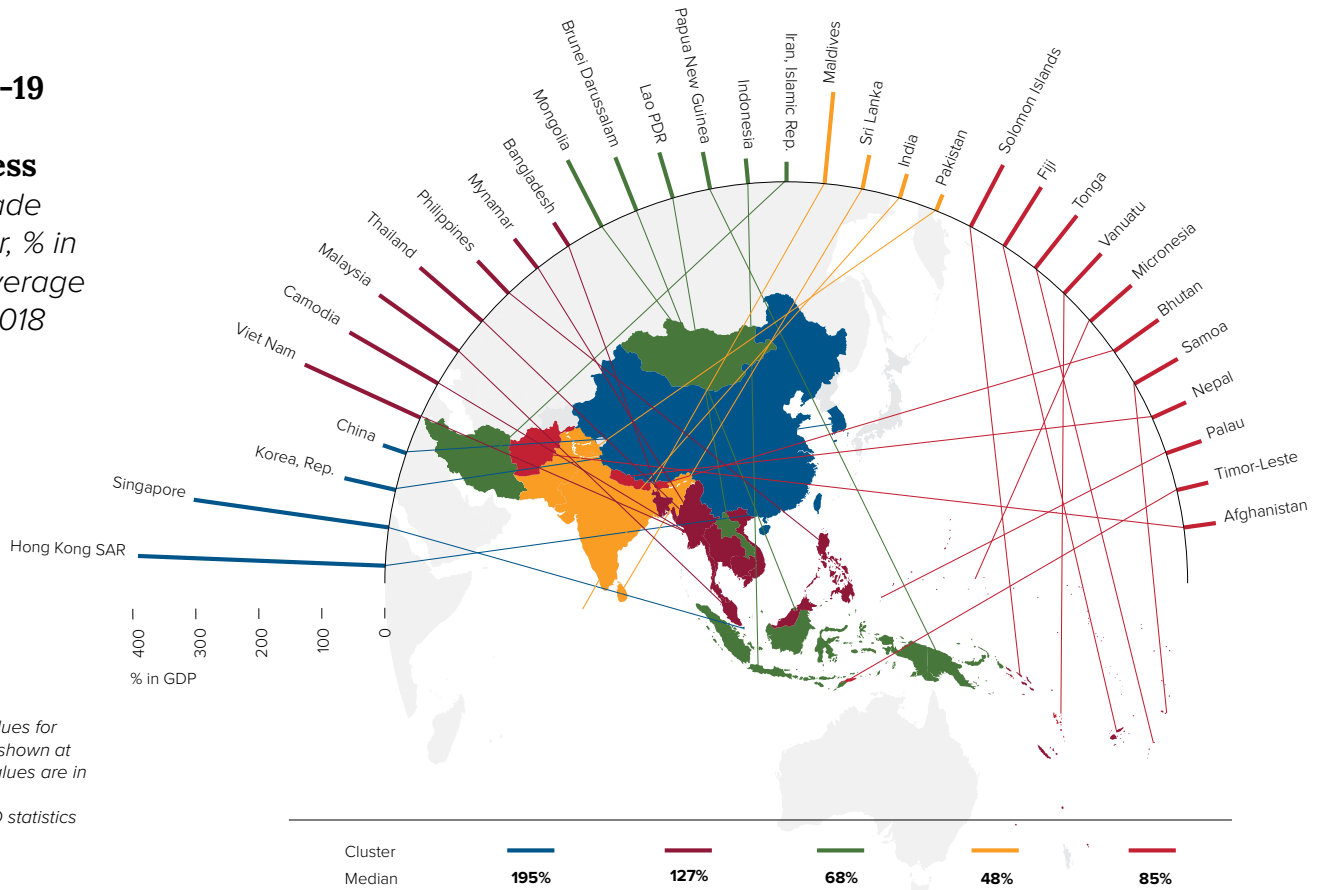 –19
ess
ade
r, % in
verage
018
Hong Kong SAR
Singapore
Korea, Rep.
China
Viet Nam
Camodia
Malaysia
Thailand
Philippines
Mynamar
Bangladesh
Mongolia
Brunei Darussalam
Lao PDR
Papua New Guinea
Indonesia
Iran, Islamic Rep.
Maldives
Sri Lanka
India
Pakistan
Solomon Islands
Fiji
Tonga
Vanuatu
Micronesia
Bhutan
Samoa
Nepal
Palau
Timor-Leste
Afghanistan
400 300 200 100 0
% in GDP
lues for
shown at
alues are in
O statistics
Cluster
Median 195% 127% 68% 48% 85%